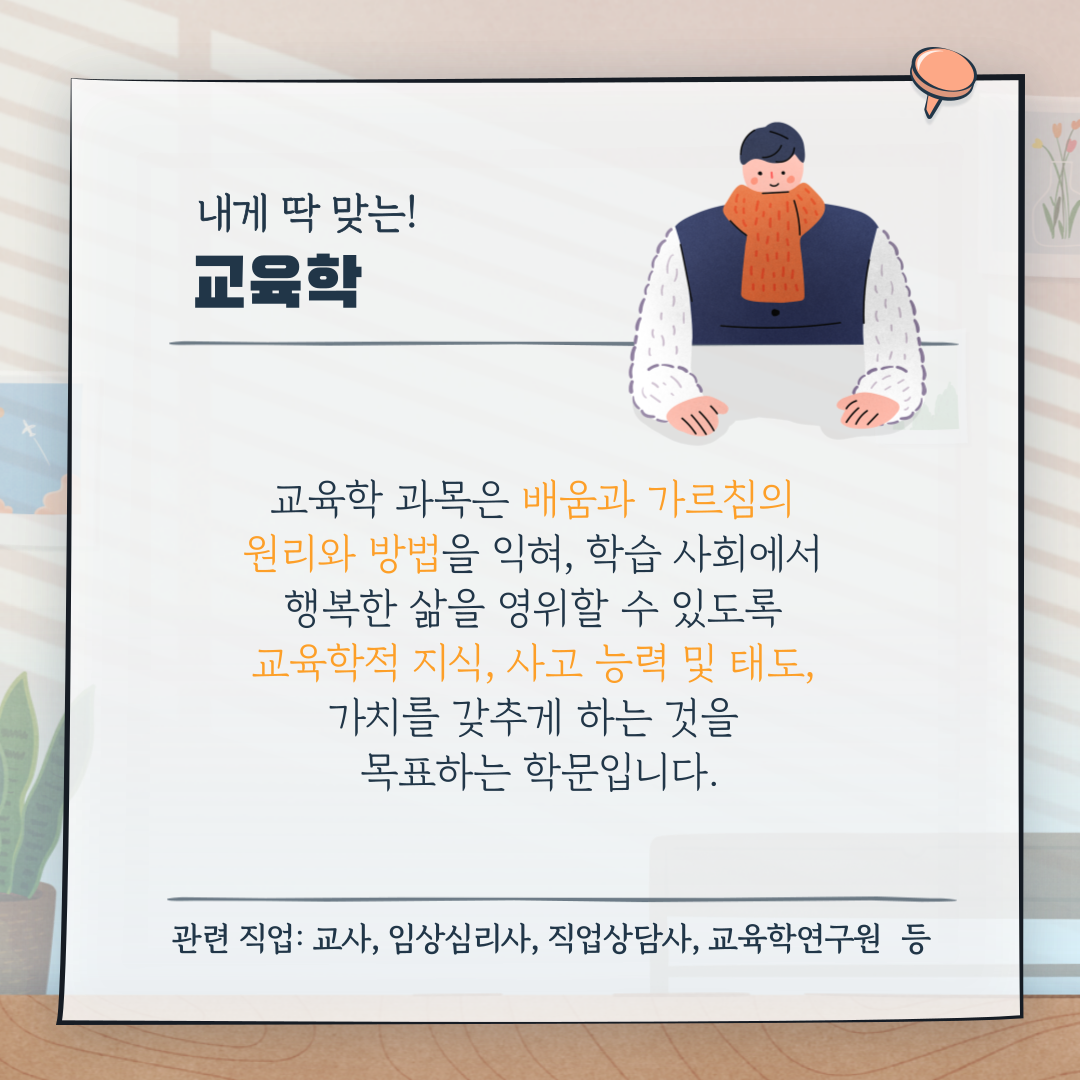 내게 딱 맞는!
교육학
교육학 과목은 배움과 가르침의
원리와 방법을 익혀, 학습 사회에서
행복한 삶을 영위할 수 있도록
교육학적 지식, 사고 능력 및 태도,
가치를 갖추게 하는 것을
목표하는 학문입니다.
관련 직업: 교사, 임상심리사, 직업상담사, 교육학연구원 등